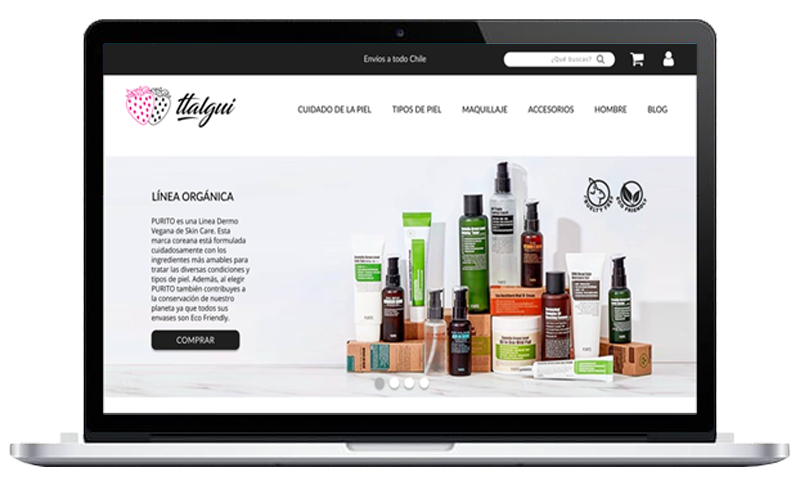 Envíos a todo Chile
¿Qué buscas?
ttalgui
CUIDADO DE LA PIEL
TIPOS DE PIEL
MAQUILLAJE
ACCESORIOS
HOMBRE
BLOG
LÍNEA ORGÁNICA
PURITO es una Linea Dermo
Vegana de Skin Care. Esta
marca coreana está formulada
cuidadosamente con los
ingredientes más amables para
tratar las diversas condiciones y
tipos de piel. Además, al elegir
PURITO también contribuyes a
la conservación de nuestro
planeta ya que todos sus
envases son Eco Friendly.
COMPRAR
CRUELTY FREE
ECO FRIENDLY